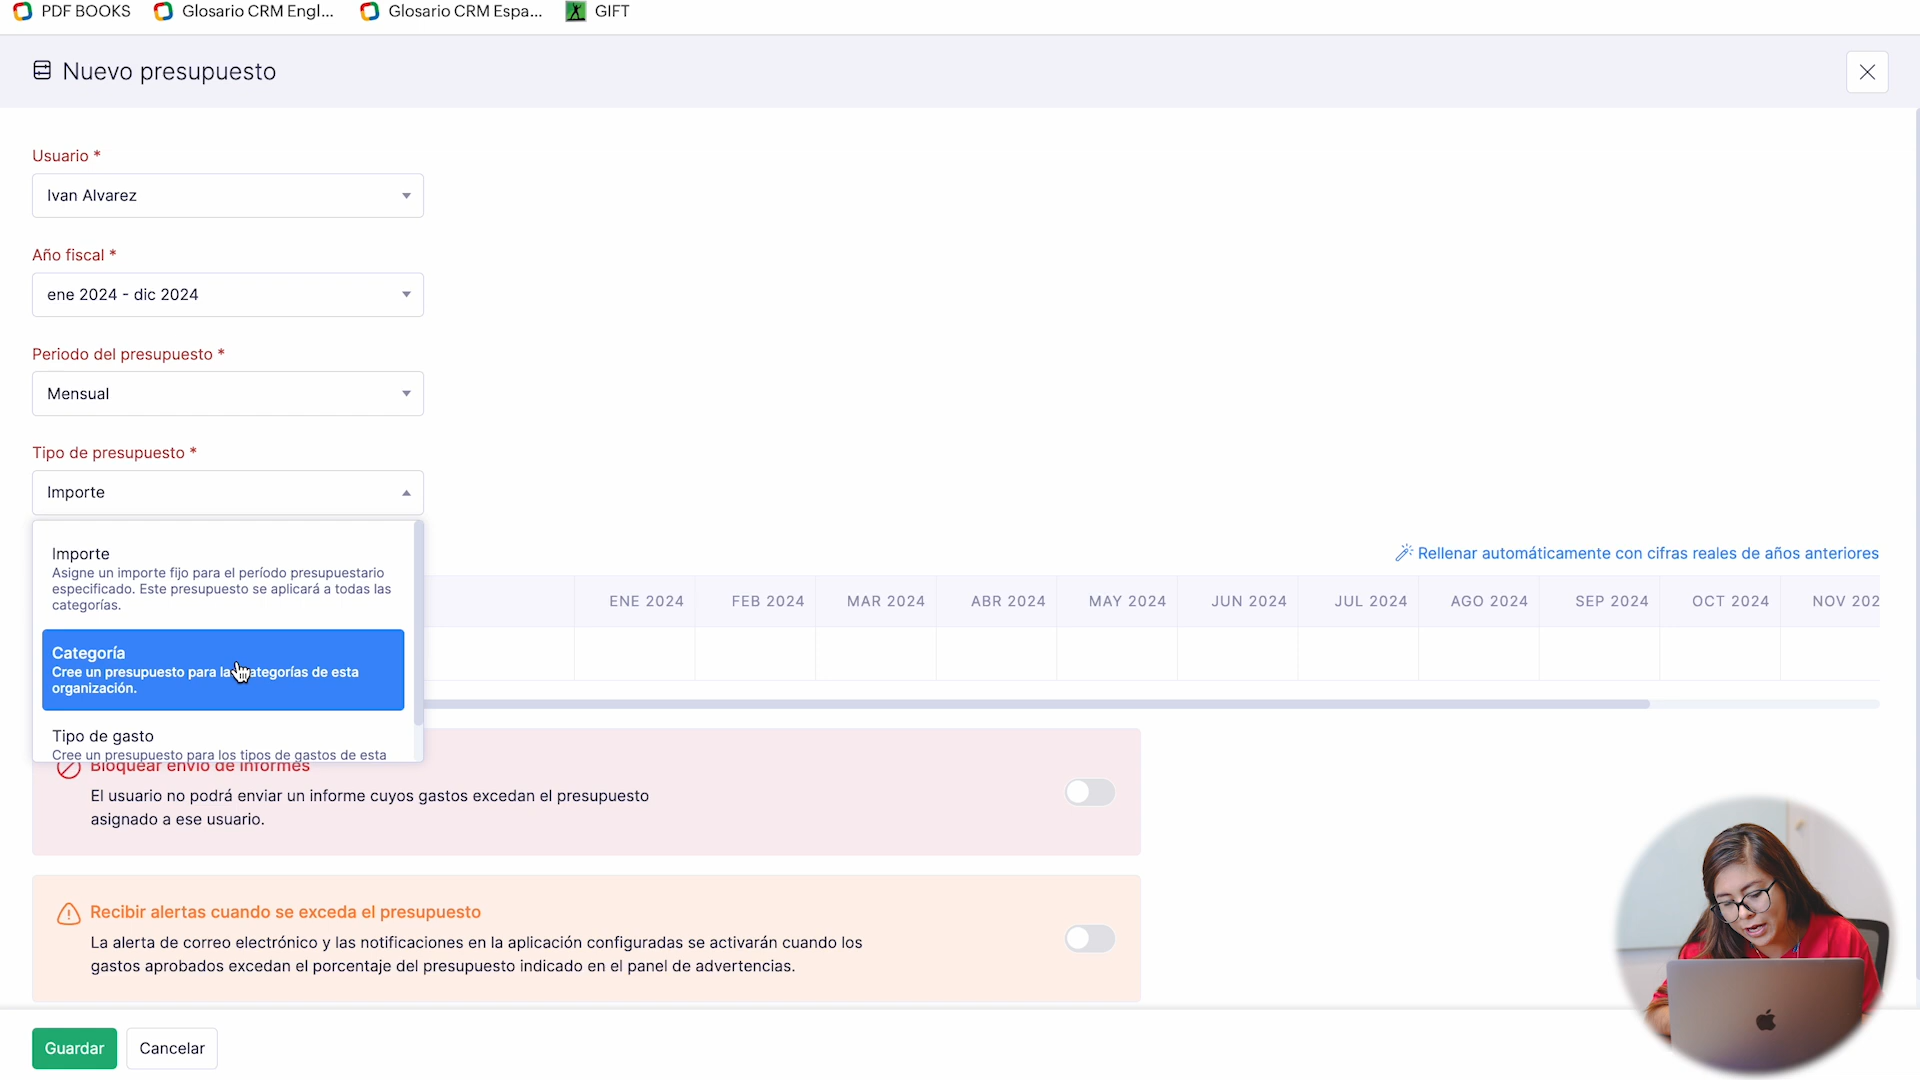 PDF BOOKS
Glosario CRM Engl...
Glosario CRM Espa...
GIFT
Nuevo presupuesto
Usuario *
Ivan Alvarez
Año fiscal *
ene 2024 - dic 2024
Periodo del presupuesto *
Mensual
Tipo de presupuesto *
Importe
Importe
Asigne un importe fijo para el período presupuestario
especificado. Este presupuesto se aplicará a todas las
categorías.
Categoría
Cree un presupuesto para las categorías de esta
organización.
Tipo de gasto
Cree un presupuesto para los tipos de gastos de esta
Rellenar automáticamente con cifras reales de años anteriores
ENE 2024 FEB 2024 MAR 2024 ABR 2024 MAY 2024 JUN 2024 JUL 2024 AGO 2024 SEP 2024 OCT 2024 NOV 202
Bloquear envío de informes
El usuario no podrá enviar un informe cuyos gastos excedan el presupuesto
asignado a ese usuario.
Recibir alertas cuando se exceda el presupuesto
La alerta de correo electrónico y las notificaciones en la aplicación configuradas se activarán cuando los
gastos aprobados excedan el porcentaje del presupuesto indicado en el panel de advertencias.
Guardar
Cancelar